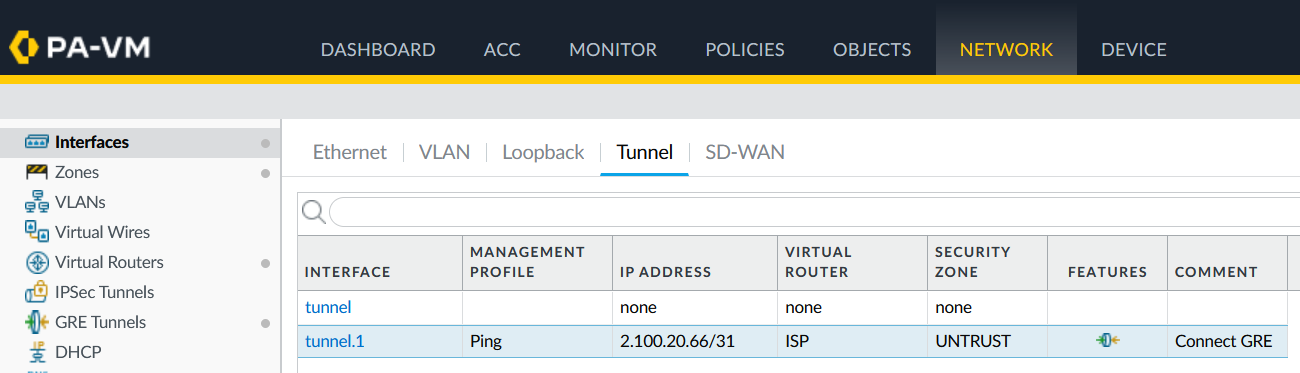 PA-VM
DASHBOARD ACC MONITOR POLICIES OBJECTS NETWORK DEVICE
Interfaces
Zones
VLANs
Virtual Wires
Virtual Routers
IPSec Tunnels
GRE Tunnels
DHCP
Ethernet VLAN Loopback Tunnel SD-WAN
INTERFACE MANAGEMENT PROFILE IP ADDRESS VIRTUAL ROUTER SECURITY ZONE FEATURES COMMENT
tunnel none none none
tunnel.1 Ping 2.100.20.66/31 ISP UNTRUST Connect GRE